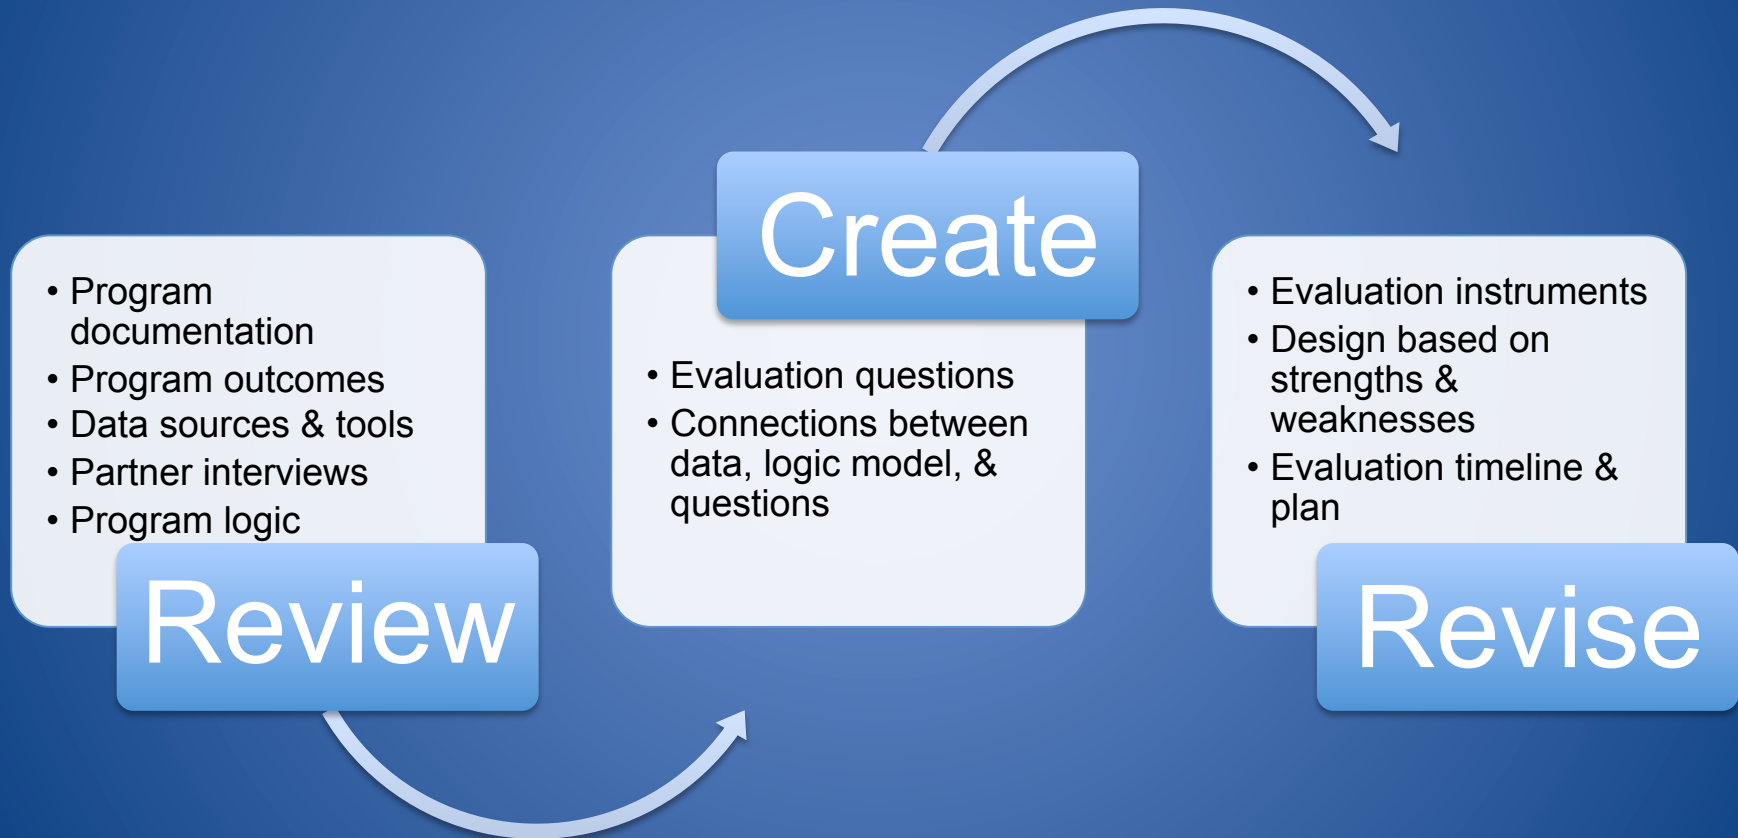 • Program
documentation
• Program outcomes
• Data sources & tools
• Partner interviews
• Program logic
Review
Create
• Evaluation questions
• Connections between
data, logic model, &
questions
• Evaluation instruments
• Design based on
strengths &
weaknesses
• Evaluation timeline &
plan
Revise